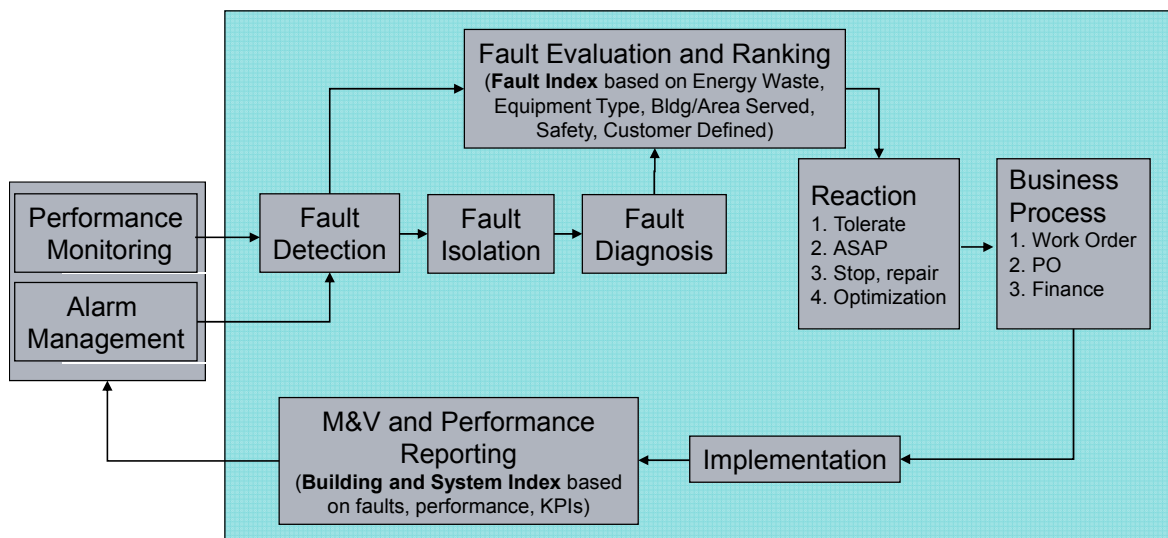 Fault Evaluation and Ranking
(Fault Index based on Energy Waste,
Equipment Type, Bldg/Area Served,
Safety, Customer Defined)
Performance
Monitoring
Alarm
Management
Fault
Detection
Fault
Isolation
Fault
Diagnosis
Reaction
1. Tolerate
2. ASAP
3. Stop, repair
4. Optimization
Business
Process
1. Work Order
2. PO
3. Finance
M&V and Performance
Reporting
(Building and System Index based
on faults, performance, KPIs)
Implementation